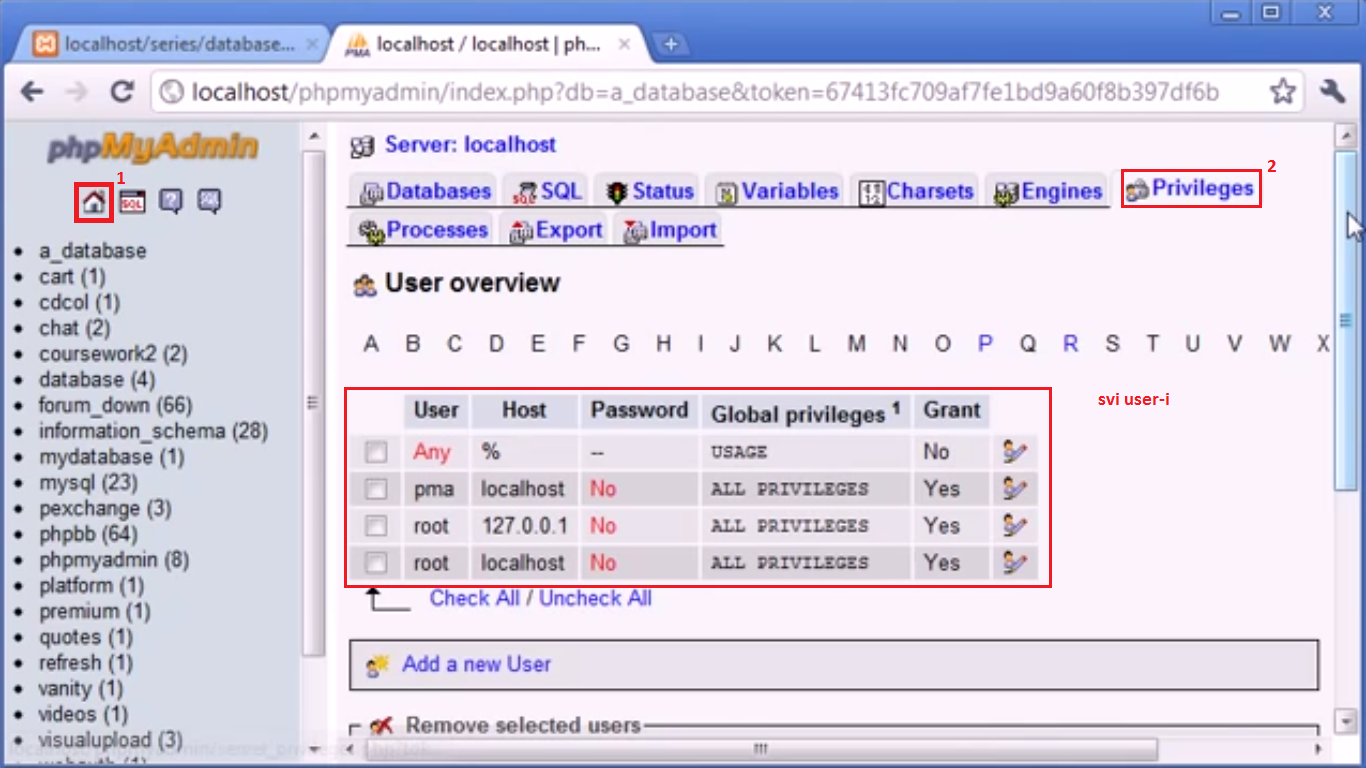 localhost/series/database...
PMA localhost / localhost | ph...
localhost/phpmyadmin/index.php?db=a_database&token=67413fc709af7fe1bd9a60f8b397df6b
phpMyAdmin
1
SQL
a_database
cart (1)
cdcol (1)
chat (2)
coursework2 (2)
database (4)
forum_down (66)
information_schema (28)
mydatabase (1)
mysql (23)
pexchange (3)
phpbb (64)
phpmyadmin (8)
platform (1)
premium (1)
quotes (1)
refresh (1)
vanity (1)
videos (1)
visualupload (3)
Server: localhost
Databases SQL Status Variables Charsets Engines Privileges 2
Processes Export Import
User overview
A B C D E F G H I J K L M N O P Q R S T U V W X
User Host Password Global privileges 1 Grant
Any % -- USAGE No
pma localhost No ALL PRIVILEGES Yes
root 127.0.0.1 No ALL PRIVILEGES Yes
root localhost No ALL PRIVILEGES Yes
svi user-i
Check All / Uncheck All
Add a new User
Remove selected users